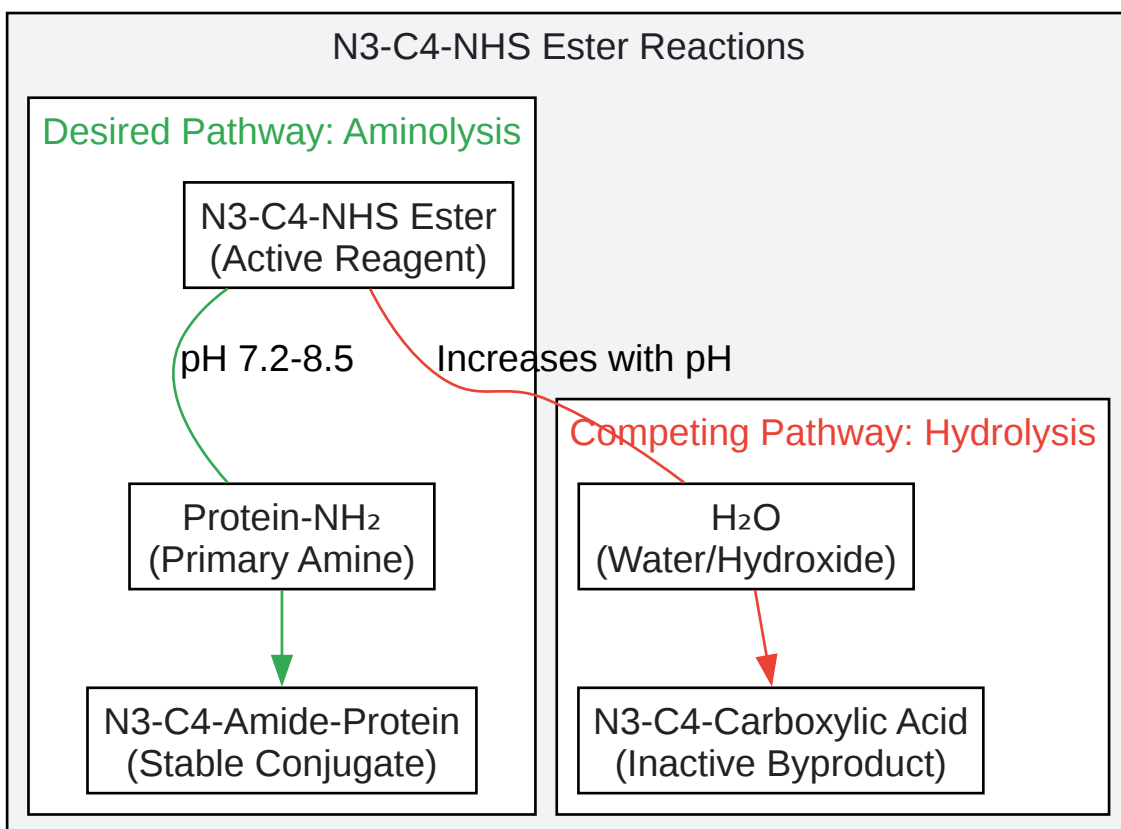 N3-C4-NHS Ester Reactions
Desired Pathway: Aminolysis
N3-C4-NHS Ester
(Active Reagent)
pH 7.2-8.5
Increases with pH
Competing Pathway: Hydrolysis
Protein-NH₂
(Primary Amine)
H₂O
(Water/Hydroxide)
N3-C4-Amide-Protein
(Stable Conjugate)
N3-C4-Carboxylic Acid
(Inactive Byproduct)